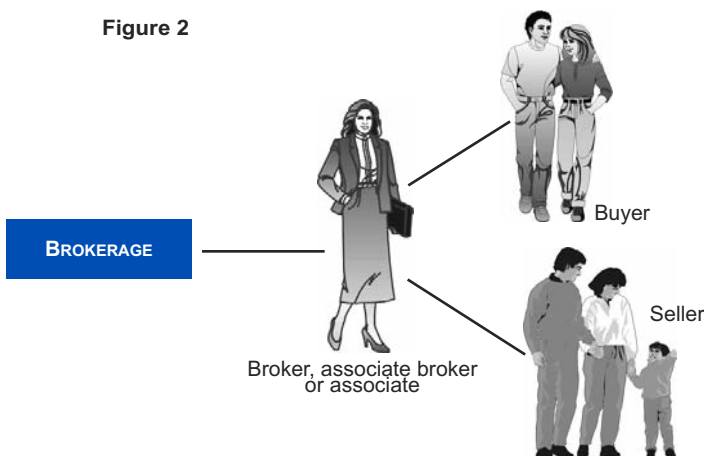 Figure 2
Buyer
BROKERAGE
Seller
Broker, associate broker
or associate